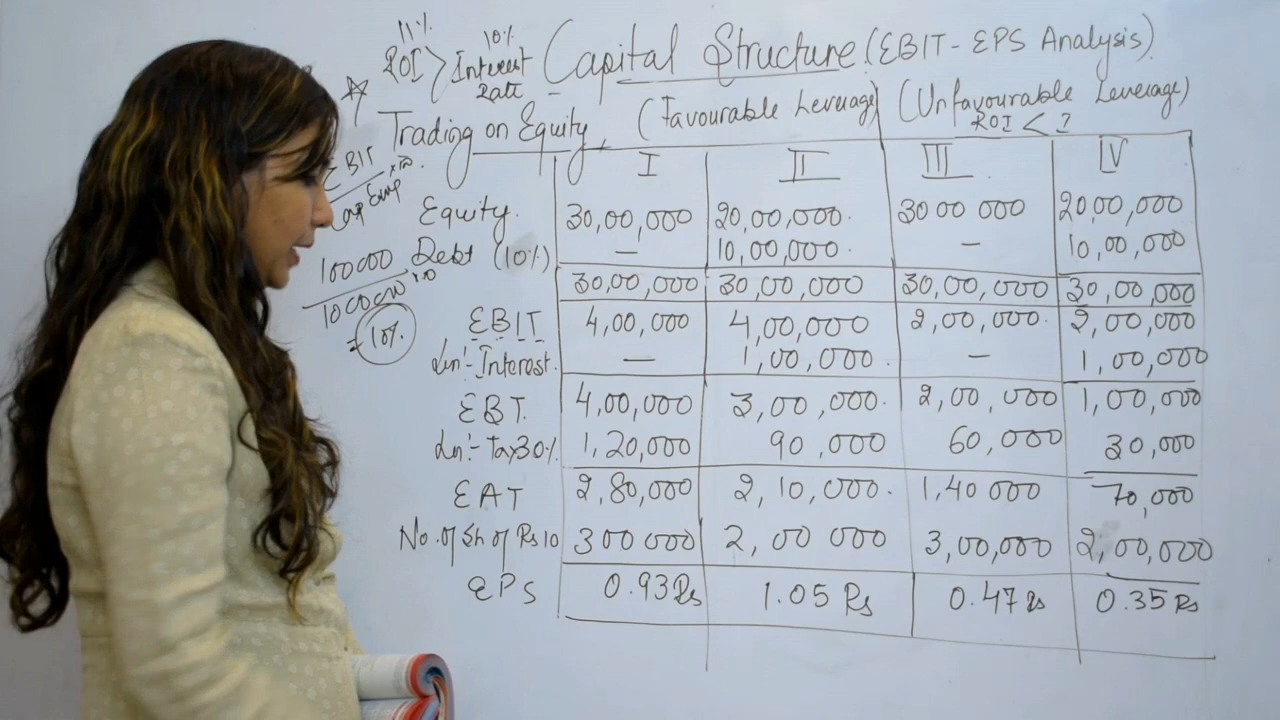 11% 10%
ROI > Interest Rate Capital Structure (EBIT - EPS Analysis)
Trading on Equity, (Favourable Leverage) (Unfavourable Leverage)
ROI <
EBIT
I II III IV
Equity. 30,00,000 20,00,000. 30 00 000 20,00,000
Debt (10%) — 10,00,000. — 10,00,000
100000
= 10%
30,00,000 30,00,000 30,00,000 30,00,000
EBIT 4,00,000 4,00,000 2,00,000. 2,00,000
Interest. — 1,00,000. — 1,00,000
EBT. 4,00,000 3,00,000. 2,00,000 1,00,000
Tax 30% 1,20,000 90,000 60,000 30,000
EAT 2,80,000 2,10,000. 1,40 000 70,000
No. of Sh of Rs 10 300 000 2,00 000 3,00,000 2,00,000
EPS 0.93 Rs 1.05 Rs 0.47 Rs 0.35 Rs